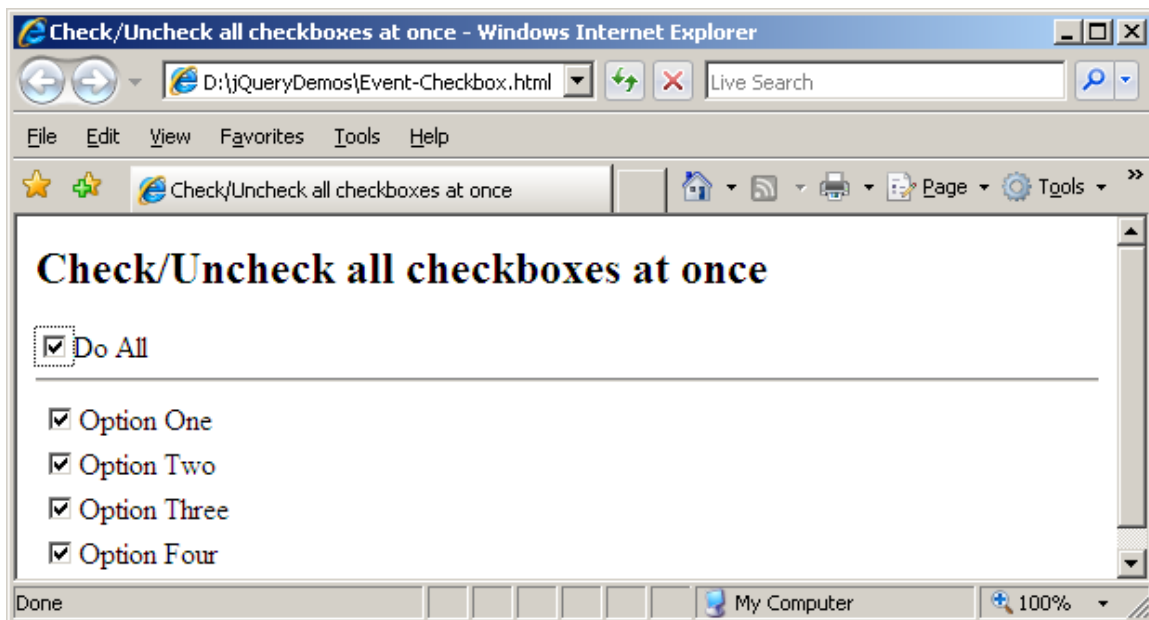 Check/Uncheck all checkboxes at once - Windows Internet Explorer
D:\jQueryDemos\Event-Checkbox.html Live Search
File Edit View Favorites Tools Help
Check/Uncheck all checkboxes at once Page Tools »
Check/Uncheck all checkboxes at once
Do All
Option One
Option Two
Option Three
Option Four
Done My Computer 100%